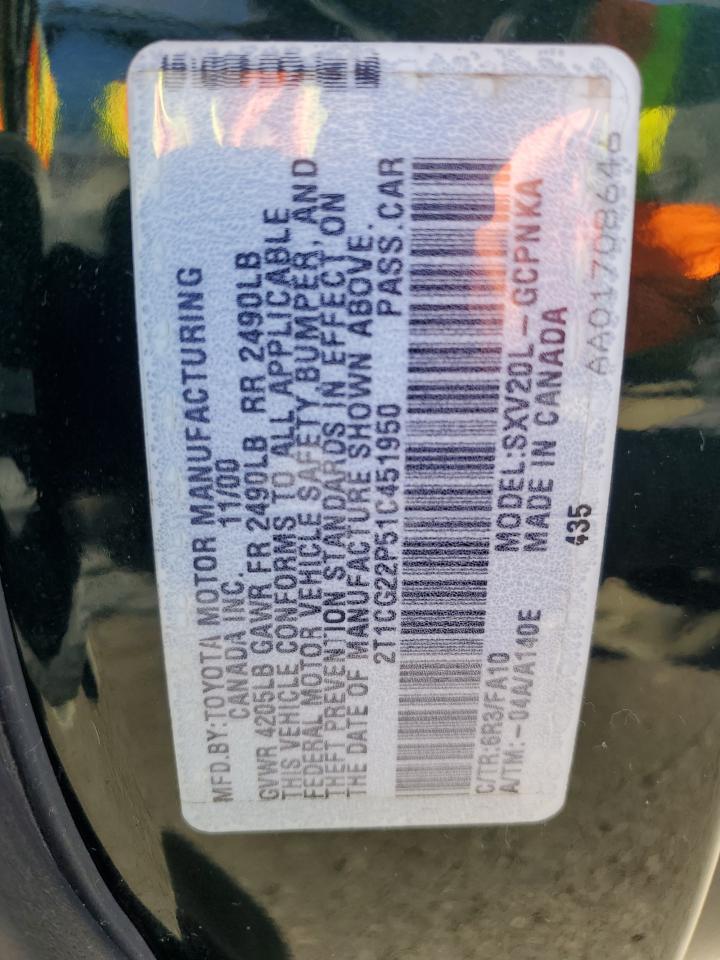 MFD.BY:TOYOTA MOTOR MANUFACTURING
CANADA INC. 11/00
GVWR 4205LB GAWR FR 2490LB RR 2490LB
THIS VEHICLE CONFORMS TO ALL APPLICABLE
FEDERAL MOTOR VEHICLE SAFETY, BUMPER, AND
THEFT PREVENTION STANDARDS IN EFFECT ON
THE DATE OF MANUFACTURE SHOWN ABOVE.
2T1CG22P51C451950 PASS.CAR
C/TR:6R3/FA10 MODEL:SXV20L-GCPNKA
A/TM:-04A/A140E MADE IN CANADA
435
AA01708646